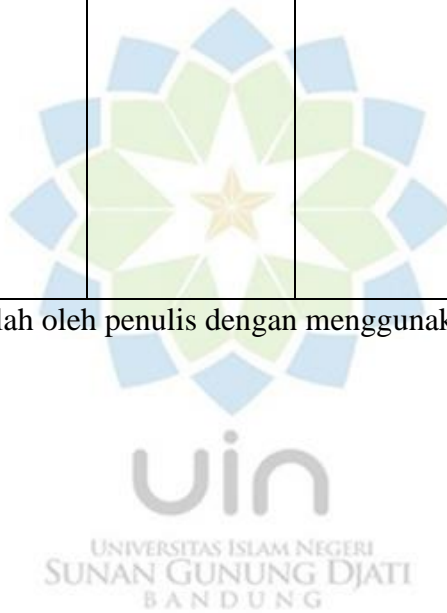 lah oleh penulis dengan menggunak
uin
UNIVERSITAS ISLAM NEGERI
SUNAN GUNUNG DJATI
BANDUNG